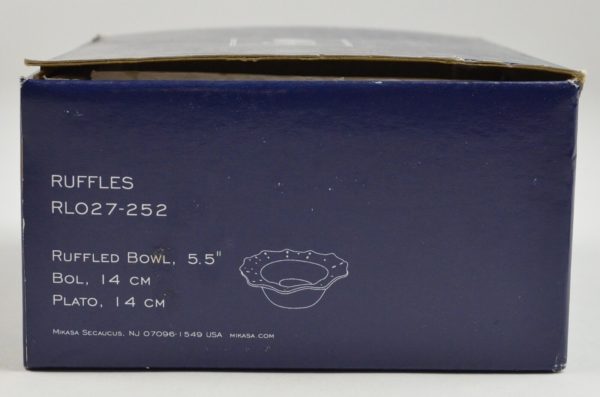 RUFFLES
RL027-252
RUFFLED BOWL, 5.5"
BOL, 14 CM
PLATO, 14 CM
MIKASA SECAUCUS, NJ 07096-1549 USA MIKASA.COM